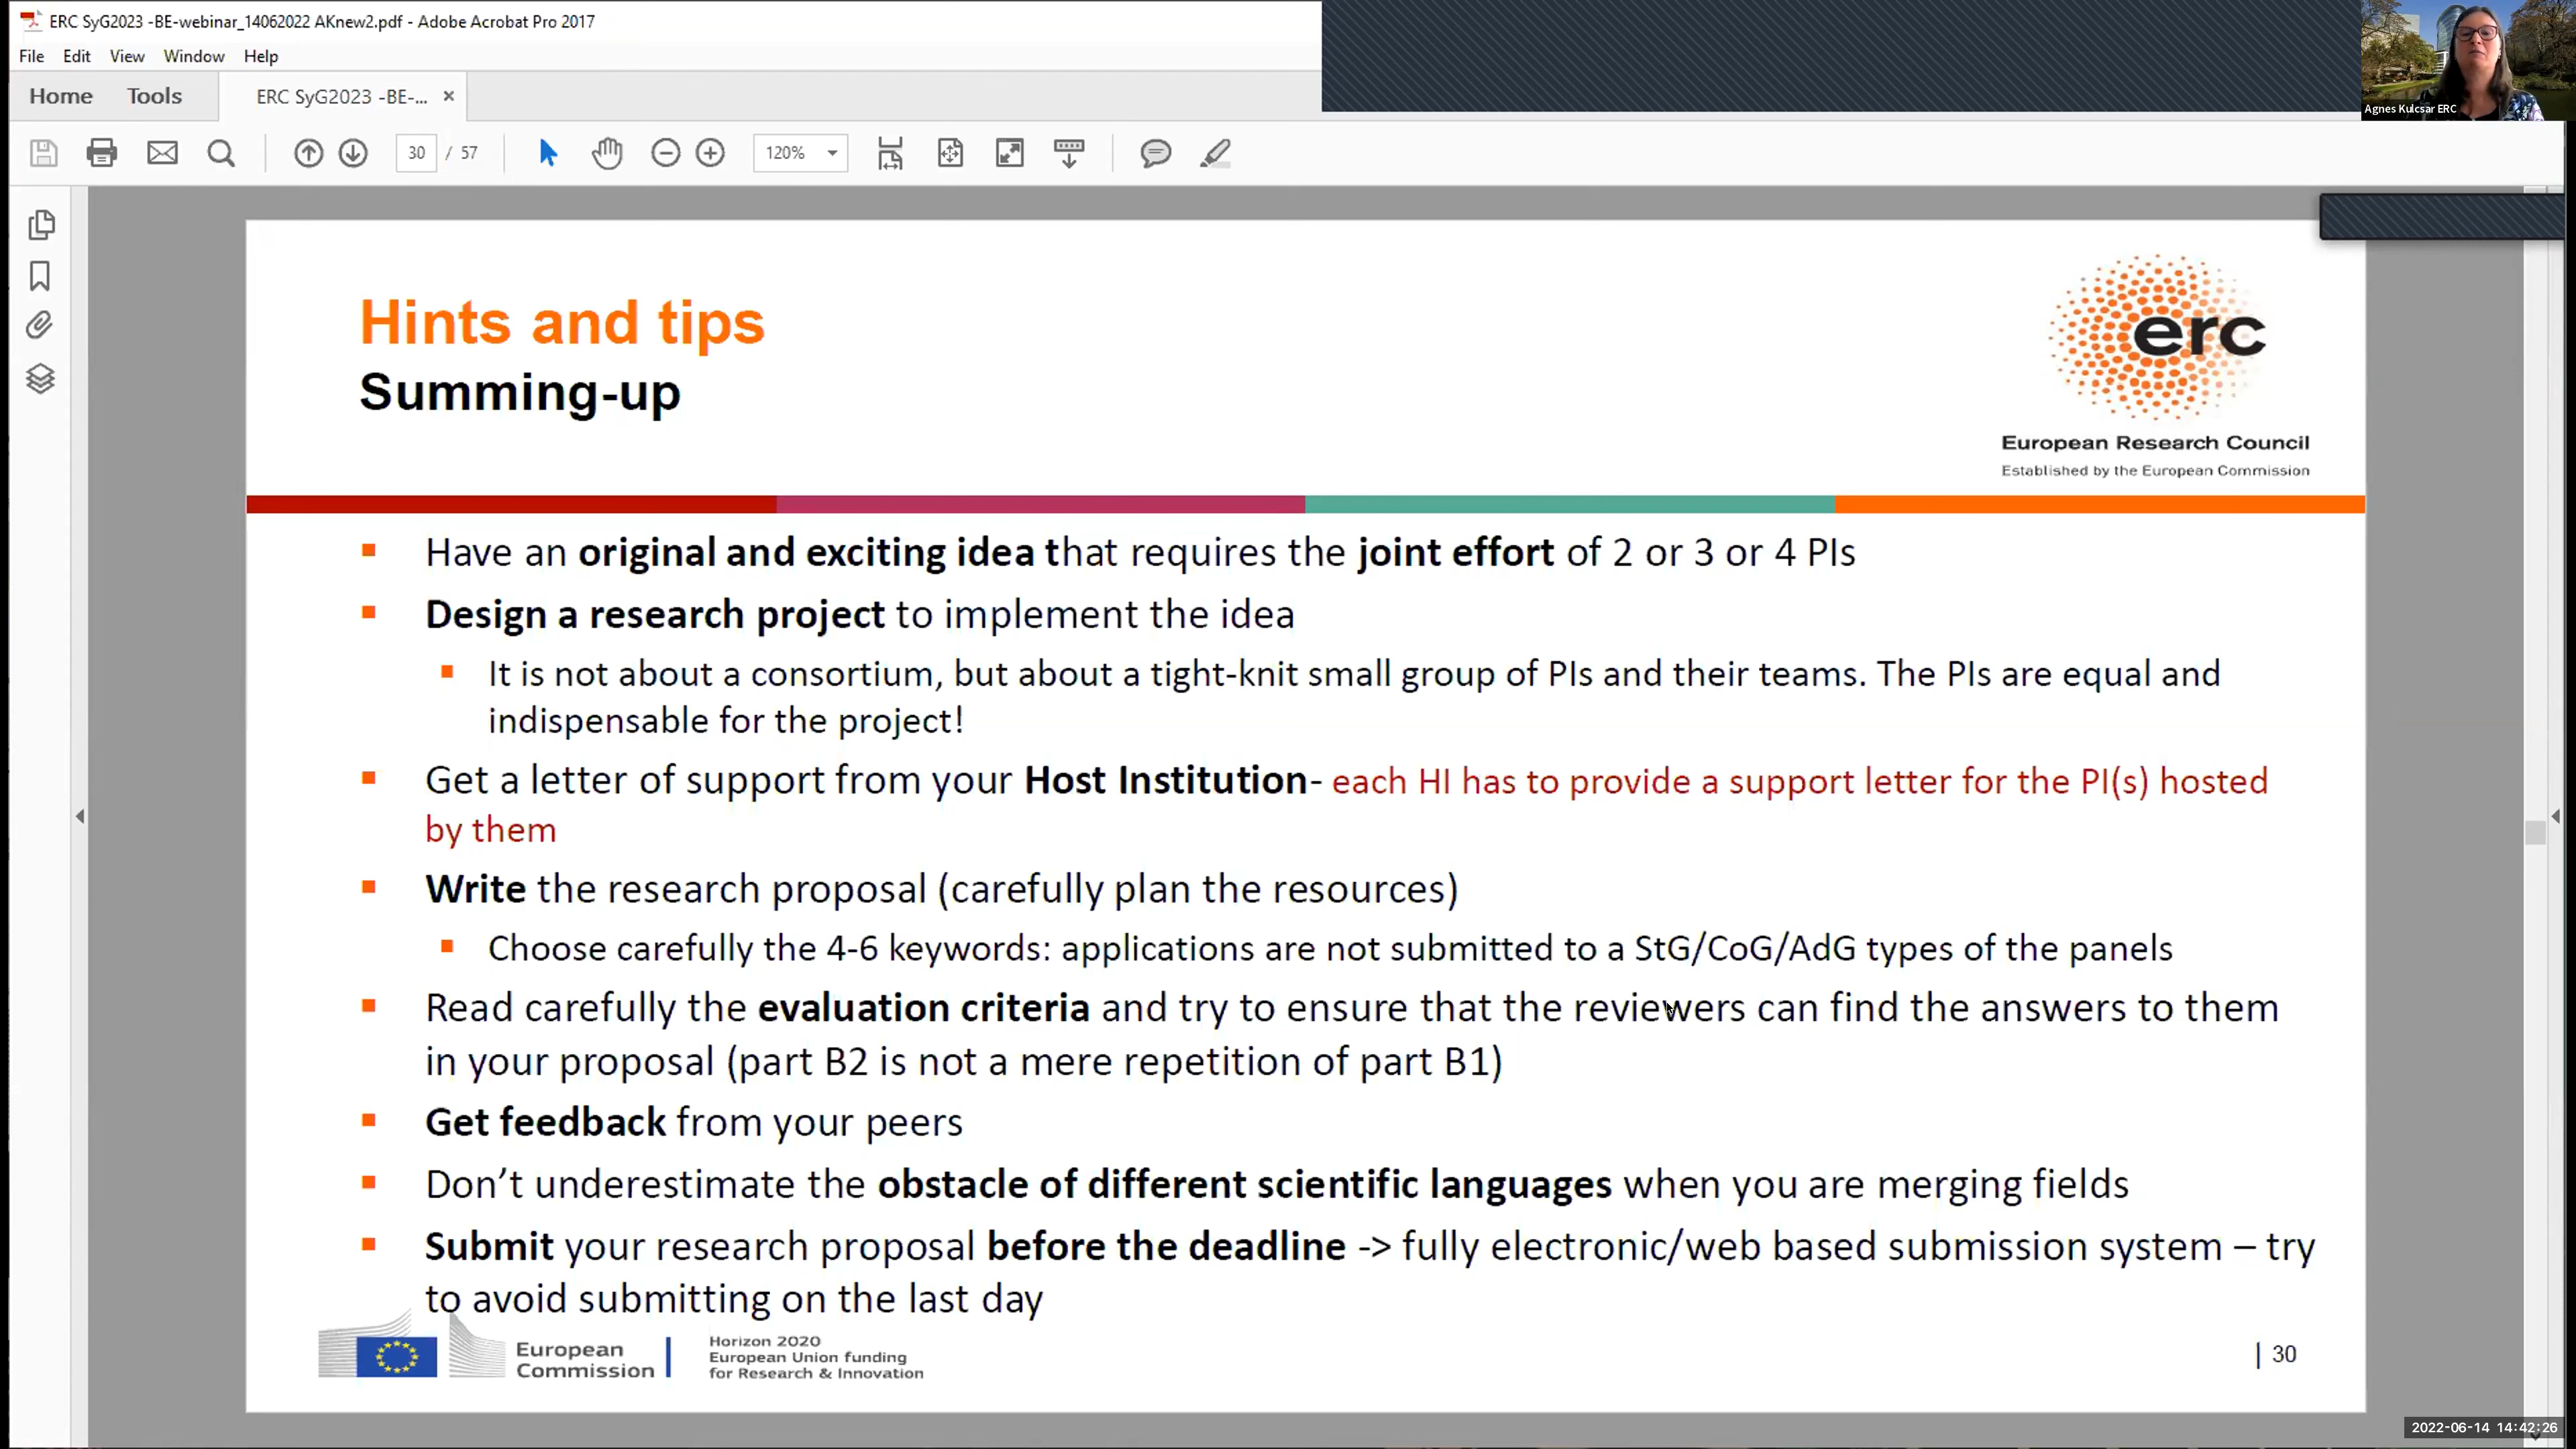 ERC SyG2023 -BE-webinar_14062022 AKnew2.pdf - Adobe Acrobat Pro 2017
File Edit View Window Help
Home Tools ERC SyG2023 -BE-... ×
30 / 57 120%
Agnes Kulcsar ERC
Hints and tips
Summing-up
erc
European Research Council
Established by the European Commission
Have an original and exciting idea that requires the joint effort of 2 or 3 or 4 PIs
Design a research project to implement the idea
It is not about a consortium, but about a tight-knit small group of PIs and their teams. The PIs are equal and
indispensable for the project!
Get a letter of support from your Host Institution- each HI has to provide a support letter for the PI(s) hosted
by them
Write the research proposal (carefully plan the resources)
Choose carefully the 4-6 keywords: applications are not submitted to a StG/CoG/AdG types of the panels
Read carefully the evaluation criteria and try to ensure that the reviewers can find the answers to them
in your proposal (part B2 is not a mere repetition of part B1)
Get feedback from your peers
Don’t underestimate the obstacle of different scientific languages when you are merging fields
Submit your research proposal before the deadline -> fully electronic/web based submission system – try
to avoid submitting on the last day
European
Commission
Horizon 2020
European Union funding
for Research & Innovation
| 30
2022-06-14 14:42:26